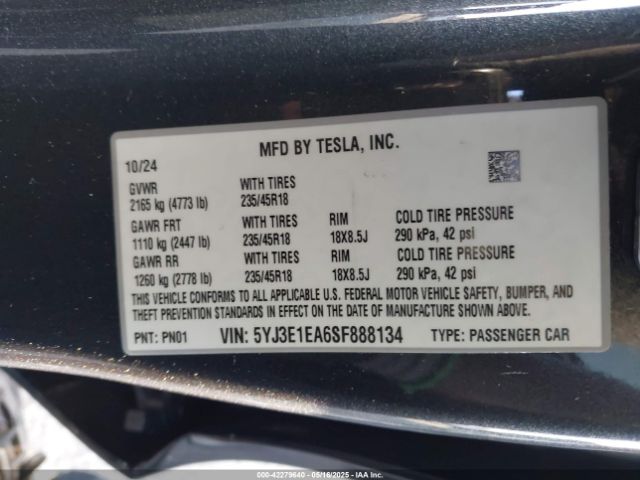 MFD BY TESLA, INC.
10/24
GVWR WITH TIRES
2165 kg (4773 lb) 235/45R18
GAWR FRT WITH TIRES RIM COLD TIRE PRESSURE
1110 kg (2447 lb) 235/45R18 18X8.5J 290 kPa, 42 psi
GAWR RR WITH TIRES RIM COLD TIRE PRESSURE
1260 kg (2778 lb) 235/45R18 18X8.5J 290 kPa, 42 psi
THIS VEHICLE CONFORMS TO ALL APPLICABLE U.S. FEDERAL MOTOR VEHICLE SAFETY, BUMPER, AND
THEFT PREVENTION STANDARDS IN EFFECT ON THE DATE OF MANUFACTURE SHOWN ABOVE.
PNT: PN01 VIN: 5YJ3E1EA6SF888134 TYPE: PASSENGER CAR
000-42279640 - 05/16/2025 - IAA Inc.